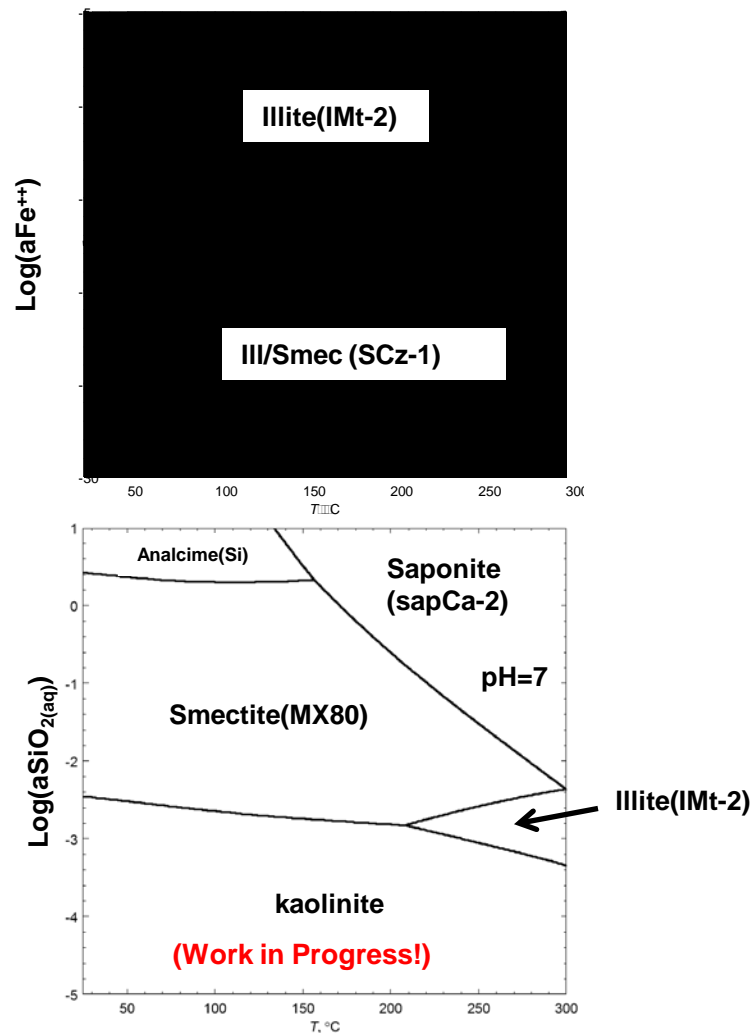 -5
Illite(IMt-2)
Log(aFe++)
Ill/Smec (SCz-1)
-30
50 100 150 200 250 300
T□□□C
1
Analcime(Si)
Saponite
(sapCa-2)
0
pH=7
-1
Smectite(MX80)
Log(aSiO2(aq))
-2
Illite(IMt-2)
-3
kaolinite
-4
(Work in Progress!)
-5
50 100 150 200 250 300
T, °C